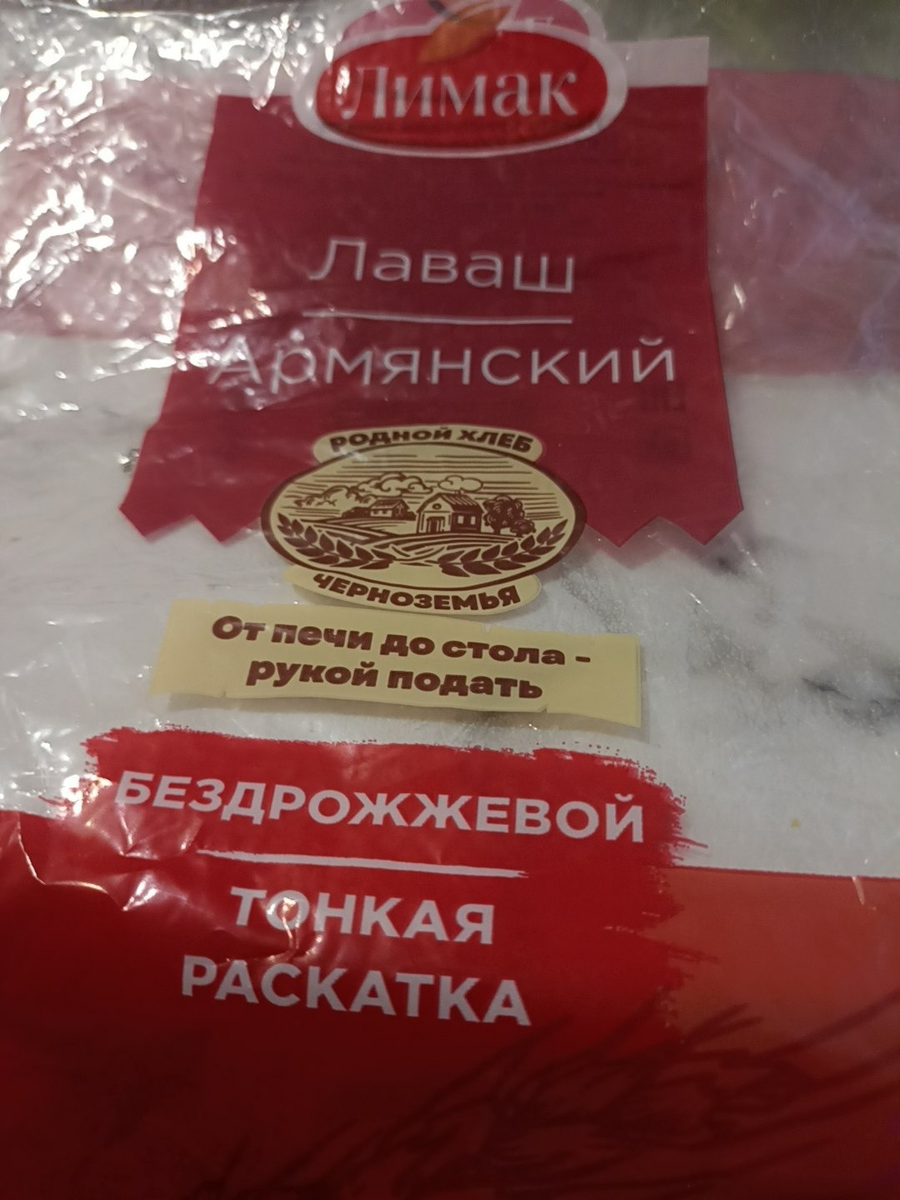 Лимак
Лаваш
Армянский
РОДНОЙ ХЛЕБ
ЧЕРНОЗЕМЬЯ
От печи до стола -
рукой подать
БЕЗДРОЖЖЕВОЙ
ТОНКАЯ
РАСКАТКА